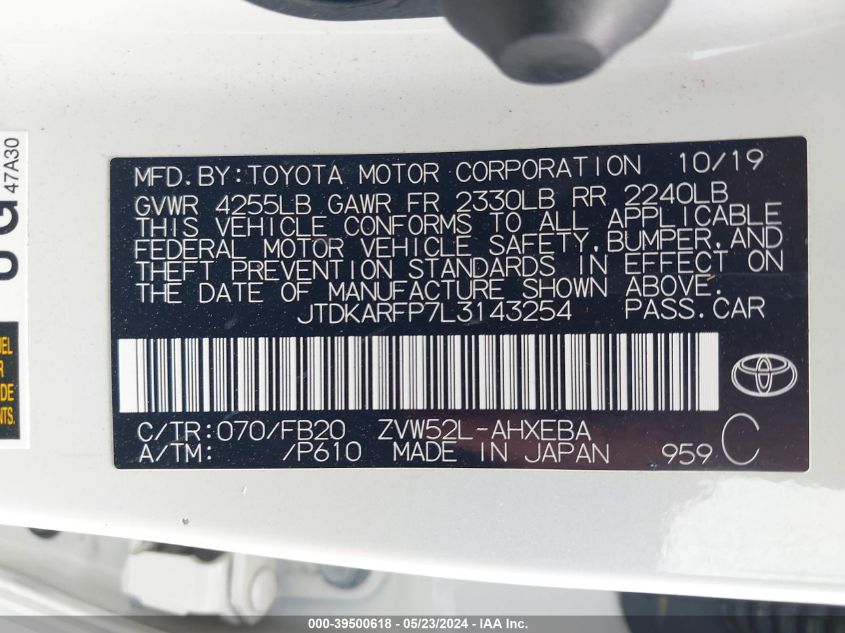 47A30
MFD.BY:TOYOTA MOTOR CORPORATION 10/19
GVWR 4255LB GAWR FR 2330LB RR 2240LB
THIS VEHICLE CONFORMS TO ALL APPLICABLE
FEDERAL MOTOR VEHICLE SAFETY,BUMPER,AND
THEFT PREVENTION STANDARDS IN EFFECT ON
THE DATE OF MANUFACTURE SHOWN ABOVE.
JTDKARFP7L3143254 PASS.CAR
C/TR:070/FB20 ZVW52L-AHXEBA
A/TM: /P610 MADE IN JAPAN 959 C
000-39500618 - 05/23/2024 - IAA Inc.